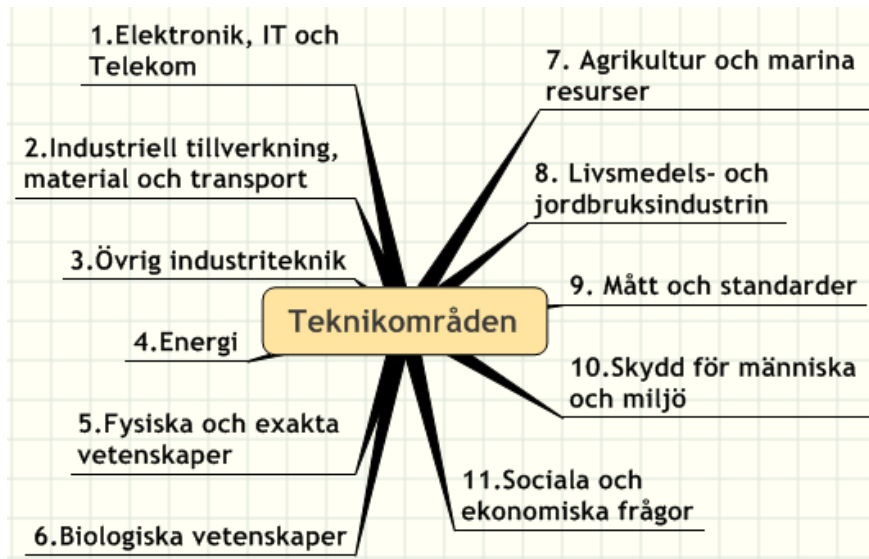 1.Elektronik, IT och
Telekom
2.Industriell tillverkning,
material och transport
3.Övrig industriteknik
4.Energi
5.Fysiska och exakta
vetenskaper
6.Biologiska vetenskaper
Teknikområden
7. Agrikultur och marina
resurser
8. Livsmedels- och
jordbruksindustrin
9. Mått och standarder
10.Skydd för människa
och miljö
11.Sociala och
ekonomiska frågor